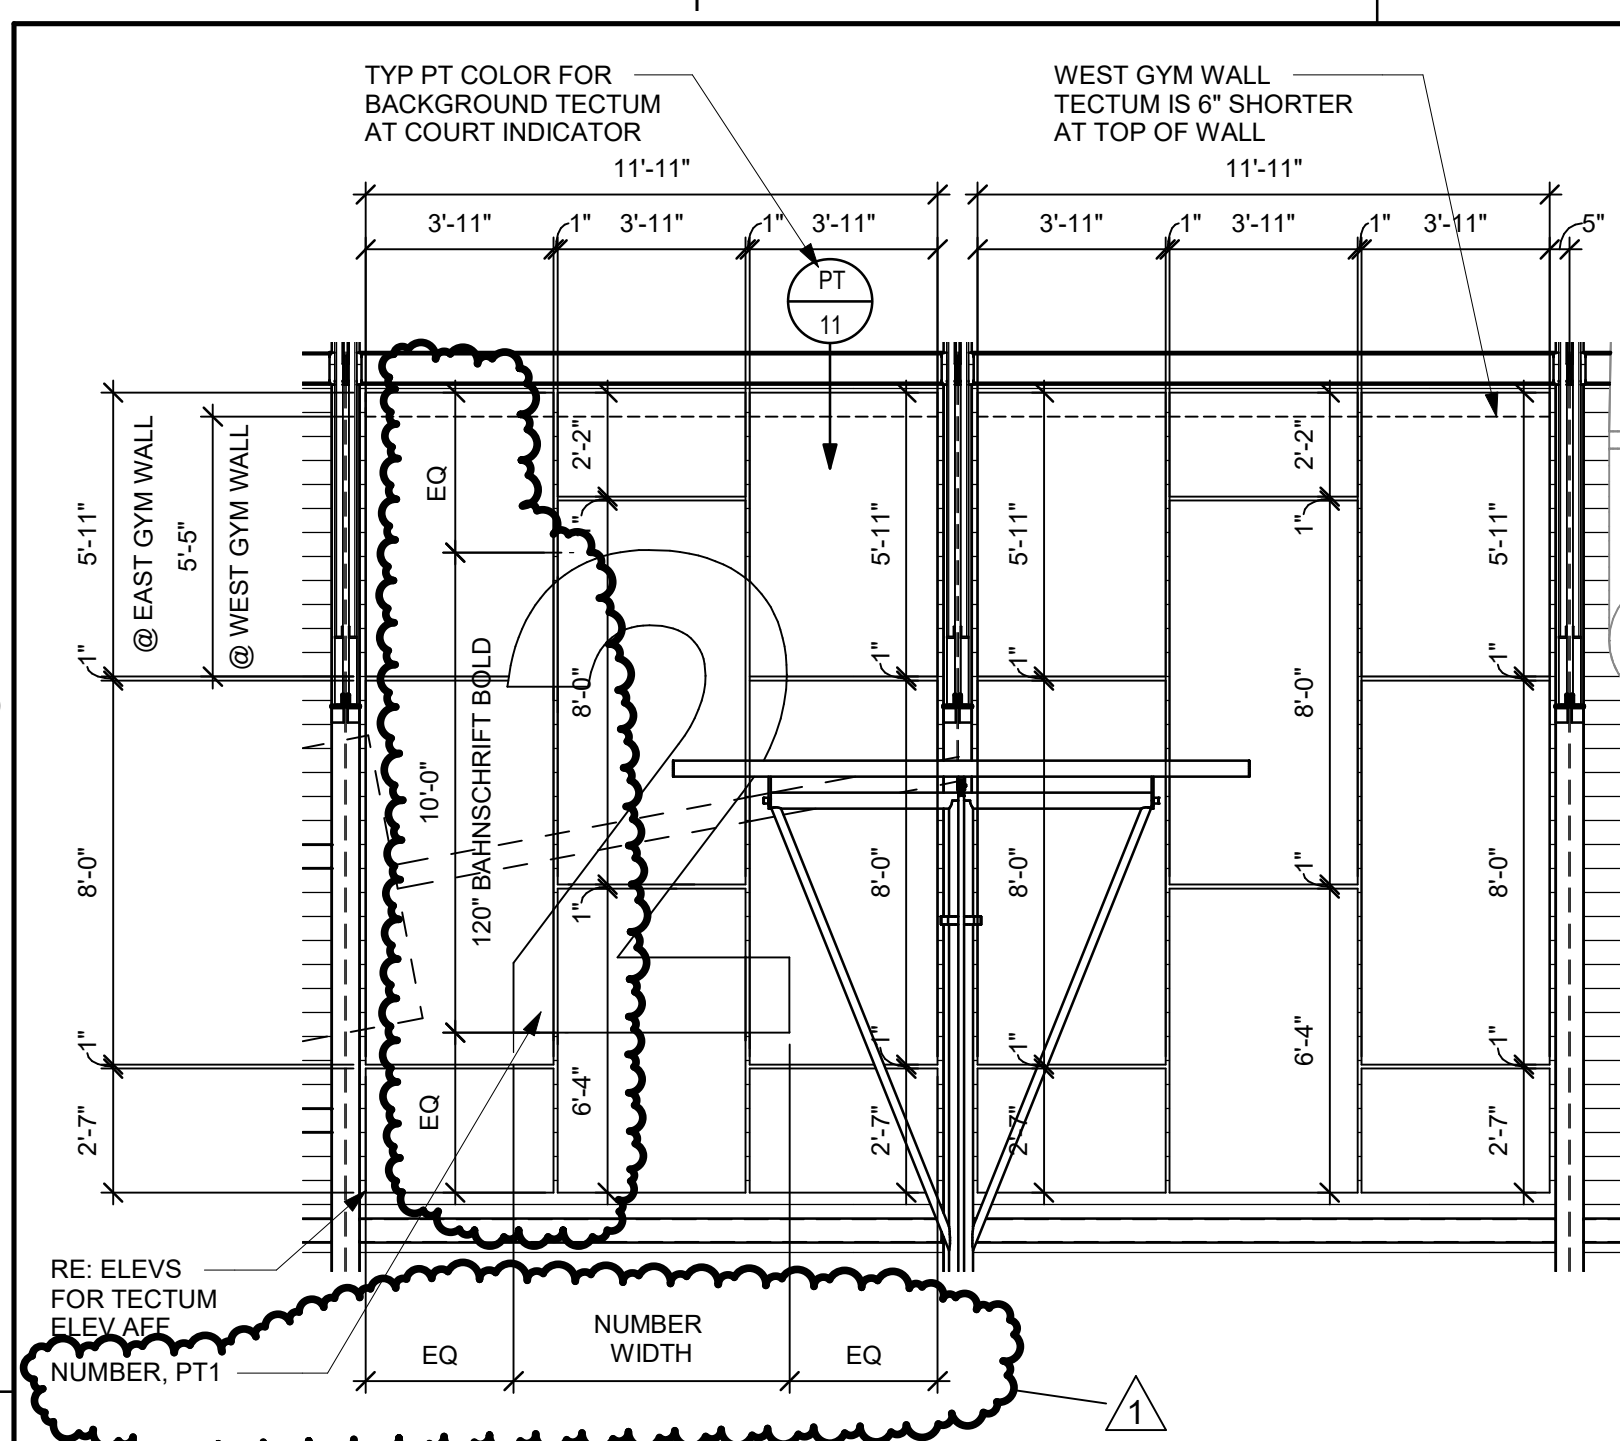 TYP PT COLOR FOR
BACKGROUND TECTUM
AT COURT INDICATOR
WEST GYM WALL
TECTUM IS 6" SHORTER
AT TOP OF WALL
11'-11"
11'-11"
3'-11"
1"
3'-11"
1"
3'-11"
3'-11"
1"
3'-11"
1"
3'-11"
5"
PT
11
5'-11"
@ EAST GYM WALL
5'-5"
@ WEST GYM WALL
EQ
2'-2"
1"
5'-11"
5'-11"
2'-2"
1"
5'-11"
1"
120" BAHNSCHRIFT BOLD
8'-0"
1"
1"
8'-0"
1"
8'-0"
10'-0"
1"
8'-0"
8'-0"
1"
8'-0"
1"
EQ
6'-4"
1"
1"
6'-4"
1"
2'-7"
2'-7"
2'-7"
2'-7"
RE: ELEVS
FOR TECTUM
ELEV AFF
NUMBER, PT1
EQ
NUMBER
WIDTH
EQ
1
2